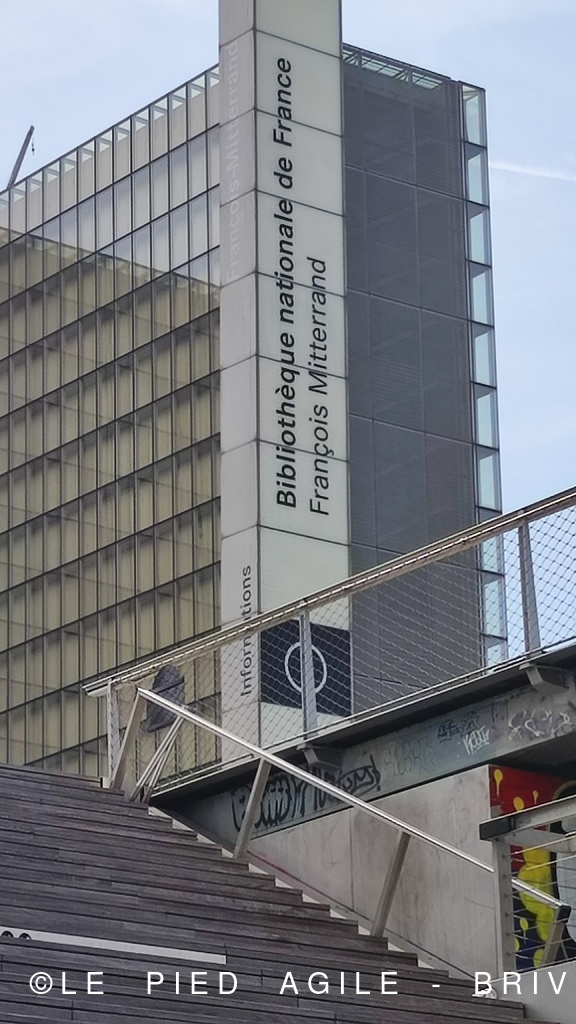 François-Mitterrand
Bibliothèque nationale de France
François Mitterrand
Informations
©LE PIED AGILE - BRIV